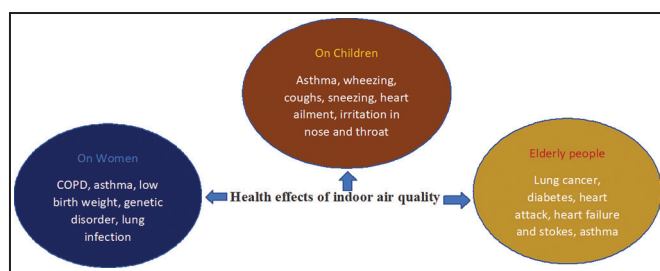 On Children
Asthma, wheezing,
coughs, sneezing, heart
ailment, irritation in
nose and throat
On Women
COPD, asthma, low
birth weight, genetic
disorder, lung
infection
Health effects of indoor air quality
Elderly people
Lung cancer,
diabetes, heart
attack, heart failure
and stokes, asthma